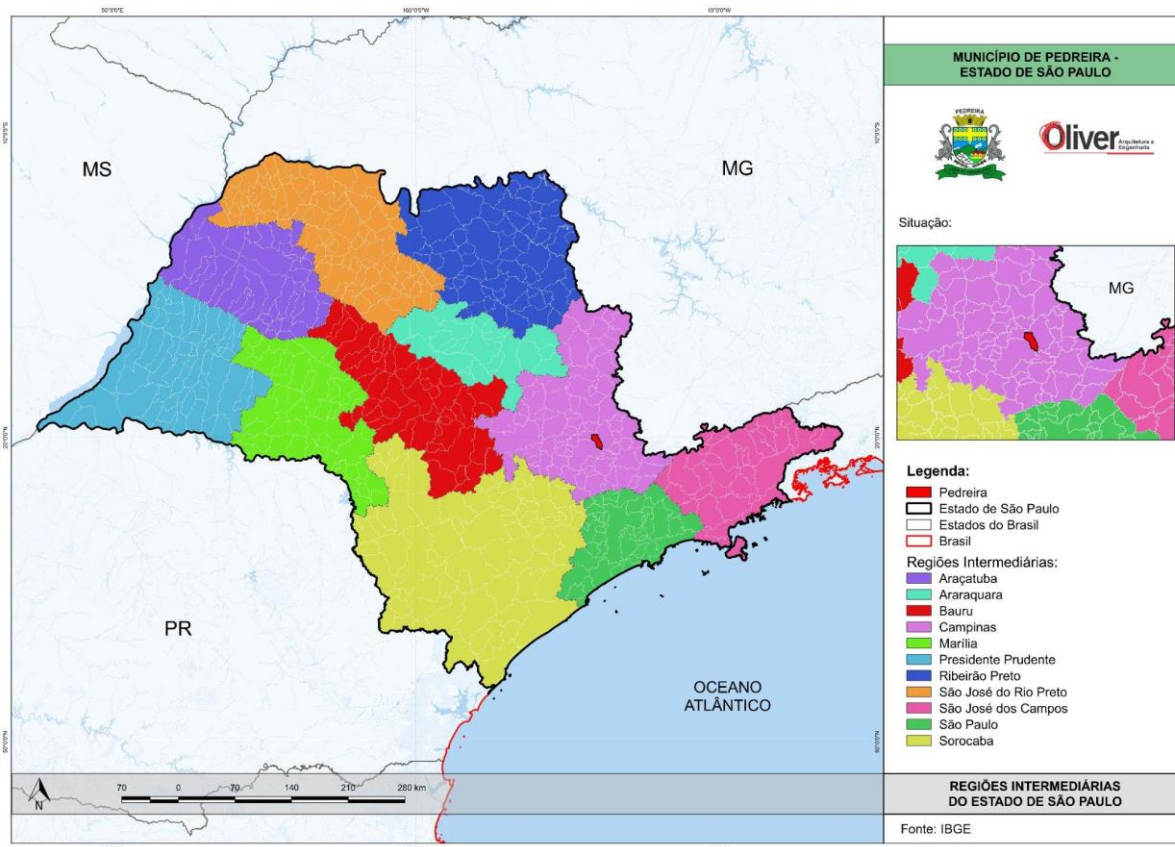 MUNICÍPIO DE PEDREIRA -
ESTADO DE SÃO PAULO
PEDREIRA
Oliver
Arquitetura e
Engenharia
Situação:
MG
Legenda:
Pedreira
Estado de São Paulo
Estados do Brasil
Brasil
Regiões Intermediárias:
Araçatuba
Araraquara
Bauru
Campinas
Marília
Presidente Prudente
Ribeirão Preto
São José do Rio Preto
São José dos Campos
São Paulo
Sorocaba
REGIÕES INTERMEDIÁRIAS
DO ESTADO DE SÃO PAULO
Fonte: IBGE
MS
MG
PR
OCEANO
ATLÂNTICO
N
70 0 70 140 210 280 km